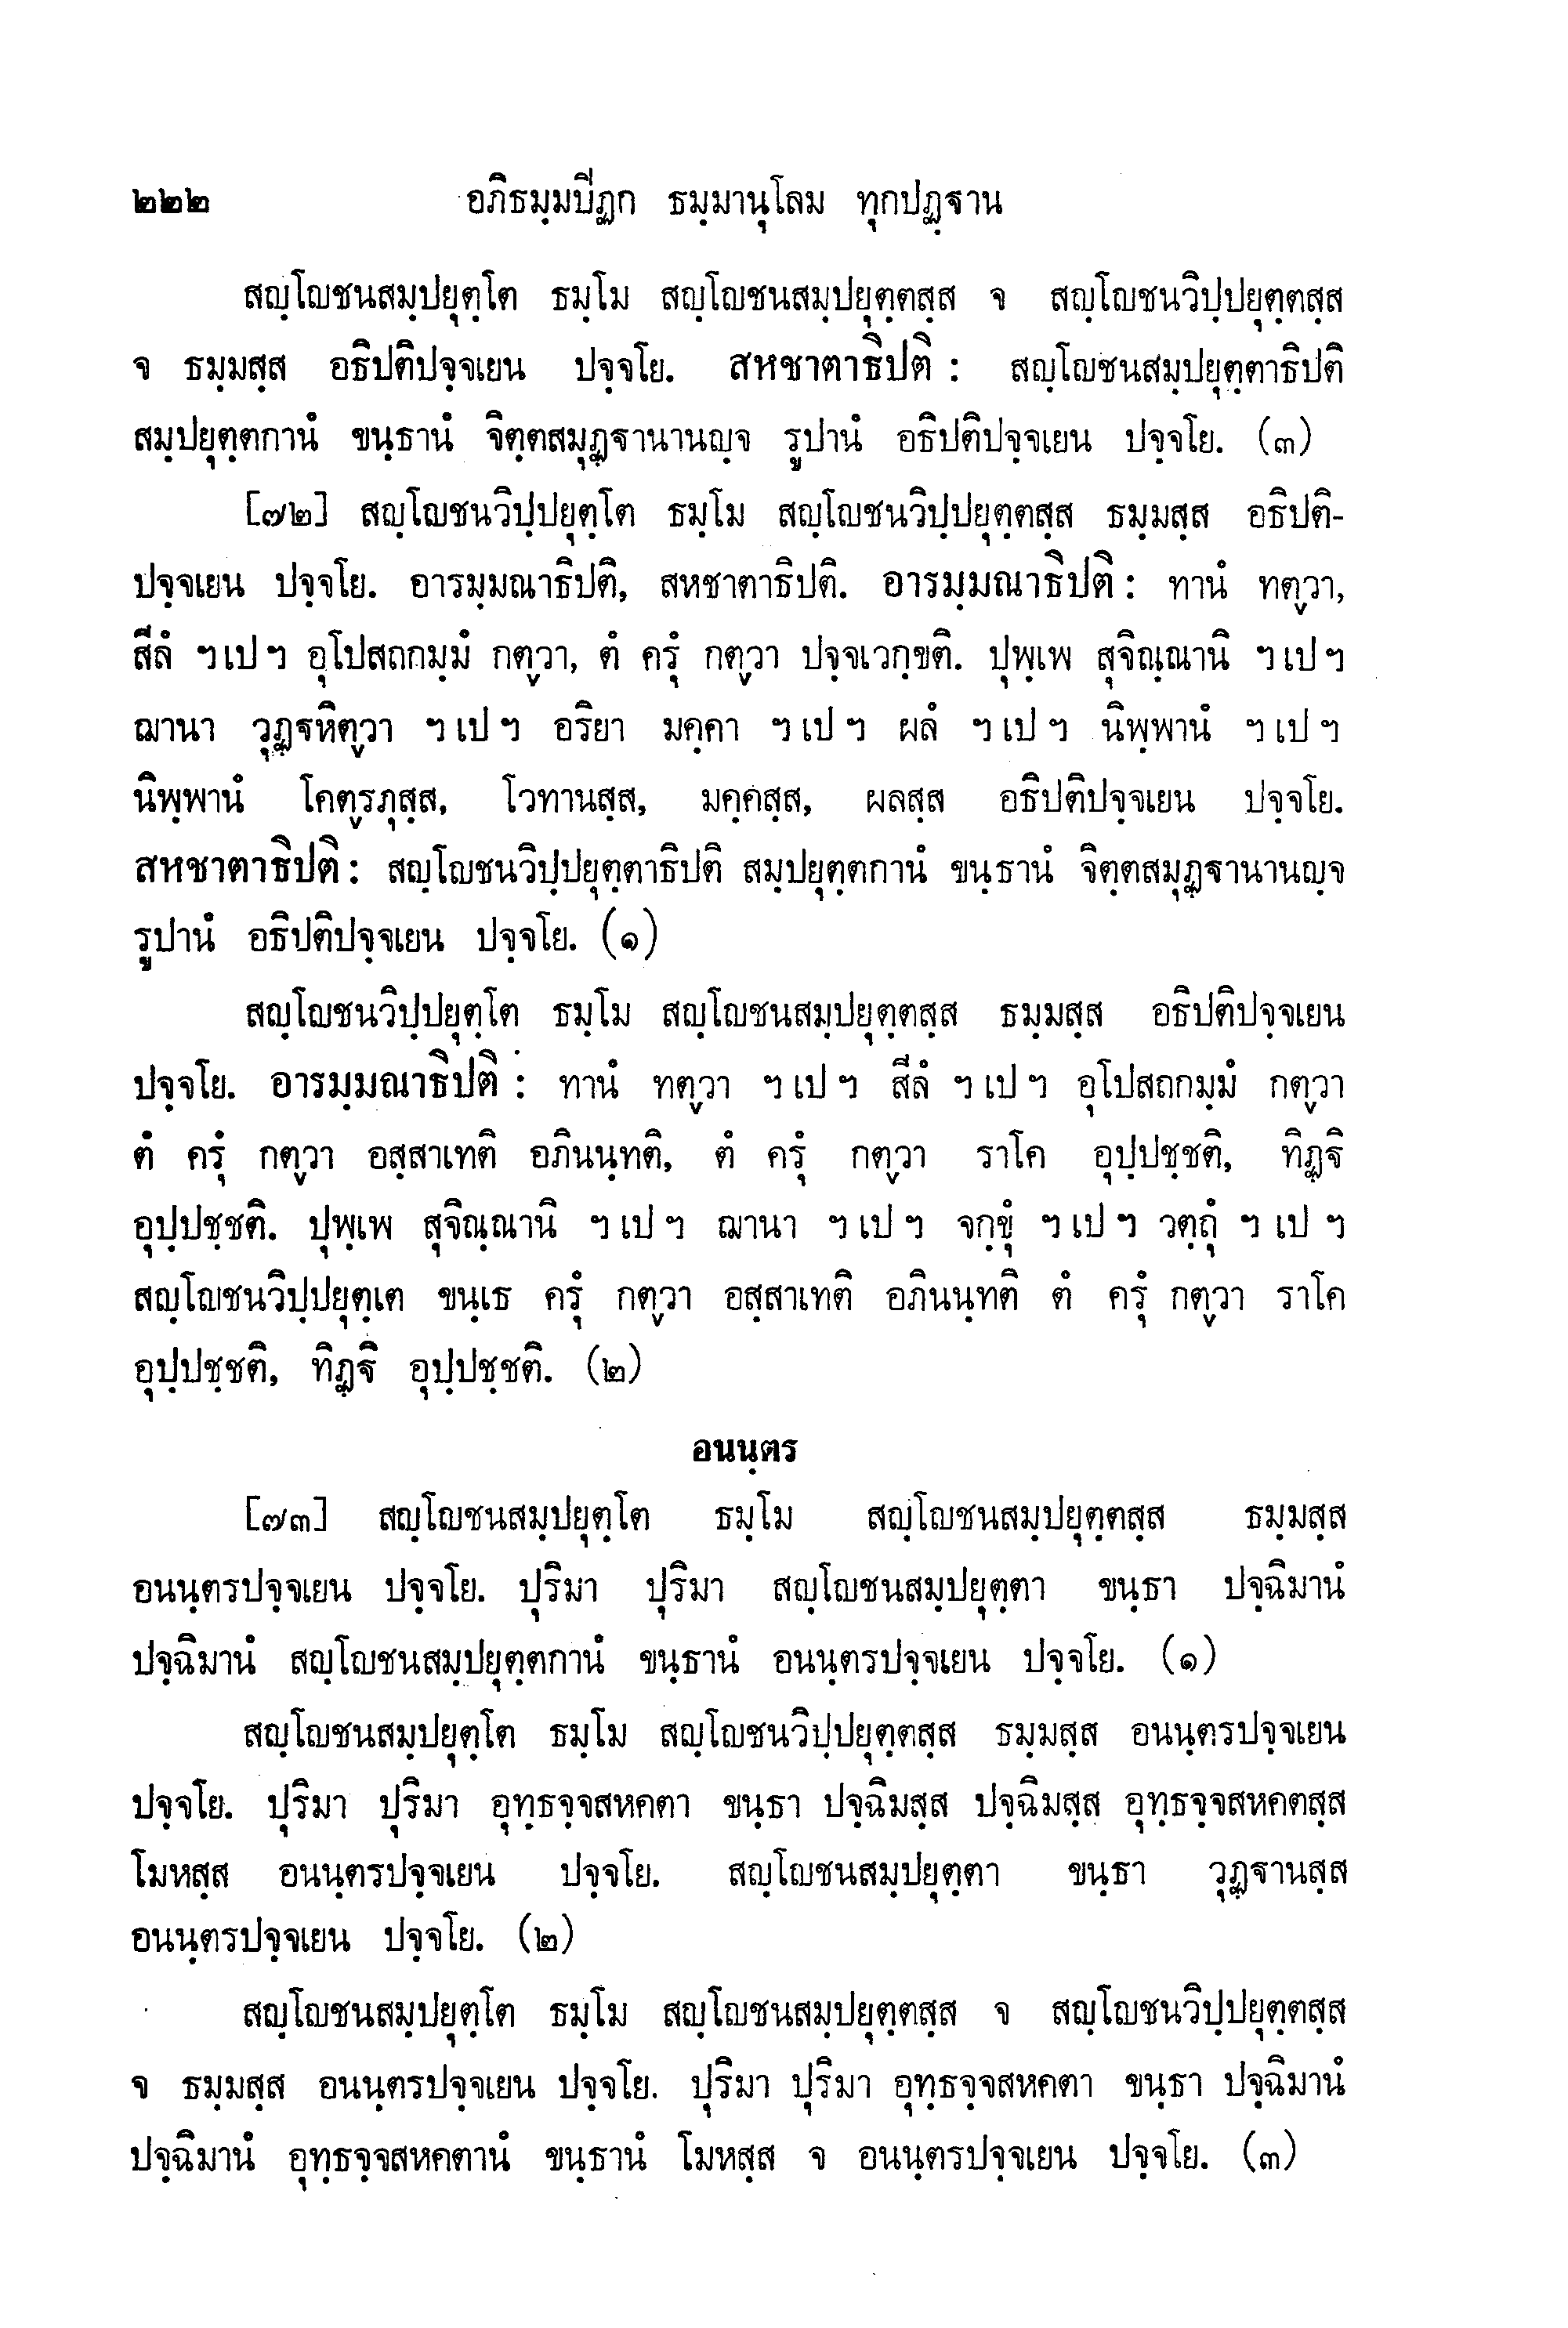 ๒๒๒ อภิธมฺมปิฏก ธมฺมานุโลม ทุกปฏฺฐาน
สญฺโญชนสมฺปยุตฺโต ธมฺโม สญฺโญชนสมฺปยุตฺตสฺส จ สญฺโญชนวิปฺปยุตฺตสฺส
จ ธมฺมสฺส อธิปติปจฺจเยน ปจฺจโย. สหชาตาธิปติ : สญฺโญชนสมฺปยุตฺตาธิปติ
สมฺปยุตฺตกานํ ขนฺธานํ จิตฺตสมุฏฺฐานานญฺจ รูปานํ อธิปติปจฺจเยน ปจฺจโย. (๓)
[๗๒] สญฺโญชนวิปฺปยุตฺโต ธมฺโม สญฺโญชนวิปฺปยุตฺตสฺส ธมฺมสฺส อธิปติ-
ปจฺจเยน ปจฺจโย. อารมฺมณาธิปติ, สหชาตาธิปติ. อารมฺมณาธิปติ : ทานํ ทตฺวา,
สีลํ ฯ เป ฯ อุโปสถกมฺมํ กตฺวา, ตํ ครุํ กตฺวา ปจฺจเวกฺขติ. ปุพฺเพ สุจิณฺณานิ ฯ เป ฯ
ฌานา วุฏฺฐหิตฺวา ฯ เป ฯ อริยา มคฺคา ฯ เป ฯ ผลํ ฯ เป ฯ นิพฺพานํ ฯ เป ฯ
นิพฺพานํ โคตฺรภุสฺส, โวทานสฺส, มคฺคสฺส, ผลสฺส อธิปติปจฺจเยน ปจฺจโย.
สหชาตาธิปติ : สญฺโญชนวิปฺปยุตฺตาธิปติ สมฺปยุตฺตกานํ ขนฺธานํ จิตฺตสมุฏฺฐานานญฺจ
รูปานํ อธิปติปจฺจเยน ปจฺจโย. (๑)
สญฺโญชนวิปฺปยุตฺโต ธมฺโม สญฺโญชนสมฺปยุตฺตสฺส ธมฺมสฺส อธิปติปจฺจเยน
ปจฺจโย. อารมฺมณาธิปติ : ทานํ ทตฺวา ฯ เป ฯ สีลํ ฯ เป ฯ อุโปสถกมฺมํ กตฺวา
ตํ ครุํ กตฺวา อสฺสาเทติ อภินนฺทติ, ตํ ครุํ กตฺวา ราโค อุปฺปชฺชติ, ทิฏฺฐิ
อุปฺปชฺชติ. ปุพฺเพ สุจิณฺณานิ ฯ เป ฯ ฌานา ฯ เป ฯ จกฺขุํ ฯ เป ฯ วตฺถุํ ฯ เป ฯ
สญฺโญชนวิปฺปยุตฺเต ขนฺเธ ครุํ กตฺวา อสฺสาเทติ อภินนฺทติ ตํ ครุํ กตฺวา ราโค
อุปฺปชฺชติ, ทิฏฺฐิ อุปฺปชฺชติ. (๒)
อนนฺตร
[๗๓] สญฺโญชนสมฺปยุตฺโต ธมฺโม สญฺโญชนสมฺปยุตฺตสฺส ธมฺมสฺส
อนนฺตรปจฺจเยน ปจฺจโย. ปุริมา ปุริมา สญฺโญชนสมฺปยุตฺตา ขนฺธา ปจฺฉิมานํ
ปจฺฉิมานํ สญฺโญชนสมฺปยุตฺตกานํ ขนฺธานํ อนนฺตรปจฺจเยน ปจฺจโย. (๑)
สญฺโญชนสมฺปยุตฺโต ธมฺโม สญฺโญชนวิปฺปยุตฺตสฺส ธมฺมสฺส อนนฺตรปจฺจเยน
ปจฺจโย. ปุริมา ปุริมา อุทฺธจฺจสหคตา ขนฺธา ปจฺฉิมสฺส ปจฺฉิมสฺส อุทฺธจฺจสหคตสฺส
โมหสฺส อนนฺตรปจฺจเยน ปจฺจโย. สญฺโญชนสมฺปยุตฺตา ขนฺธา วุฏฺฐานสฺส
อนนฺตรปจฺจเยน ปจฺจโย. (๒)
สญฺโญชนสมฺปยุตฺโต ธมฺโม สญฺโญชนสมฺปยุตฺตสฺส จ สญฺโญชนวิปฺปยุตฺตสฺส
จ ธมฺมสฺส อนนฺตรปจฺจเยน ปจฺจโย. ปุริมา ปุริมา อุทฺธจฺจสหคตา ขนฺธา ปจฺฉิมานํ
ปจฺฉิมานํ อุทฺธจฺจสหคตานํ ขนฺธานํ โมหสฺส จ อนนฺตรปจฺจเยน ปจฺจโย. (๓)